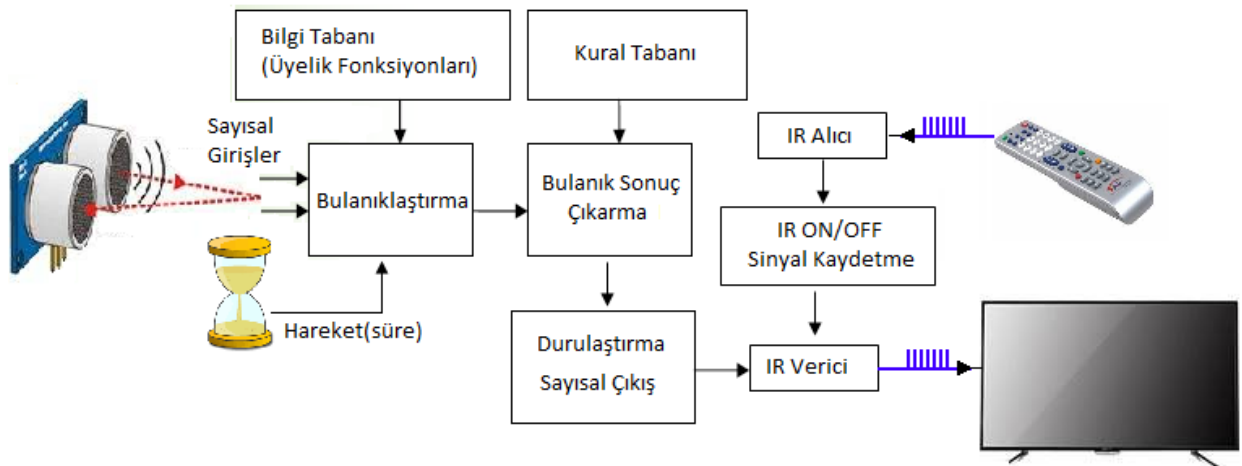 Bilgi Tabanı
(Üyelik Fonksiyonları)
Kural Tabanı
Sayısal
Girişler
IR Alıcı
Bulanıklaştırma
Bulanık Sonuç
Çıkarma
IR ON/OFF
Sinyal Kaydetme
Hareket(süre)
Durulaştırma
Sayısal Çıkış
IR Verici